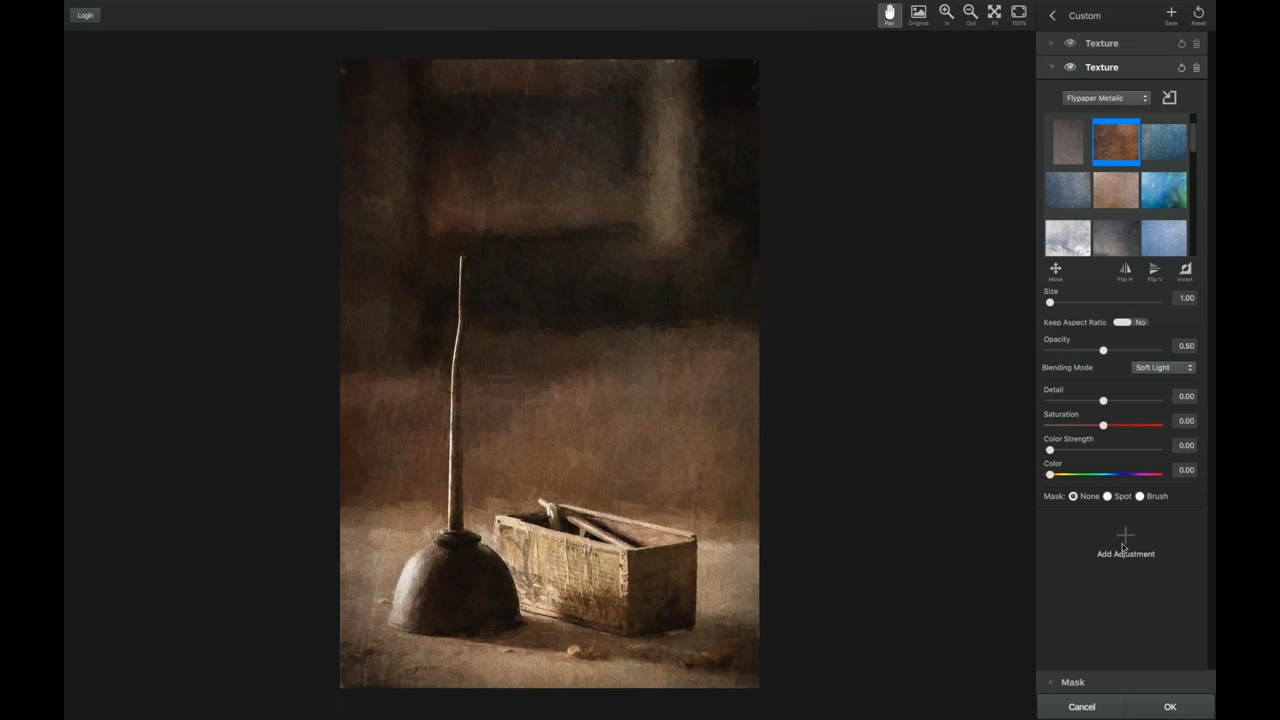 Login
Pan Original In Out Fit 100%
Custom Save Reset
Texture
Texture
Flypaper Metalic
Move Flip H Flip V Invert
Size 1.00
Keep Aspect Ratio No
Opacity 0.50
Blending Mode Soft Light
Detail 0.00
Saturation 0.00
Color Strength 0.00
Color 0.00
Mask: None Spot Brush
Add Adjustment
Mask
Cancel OK